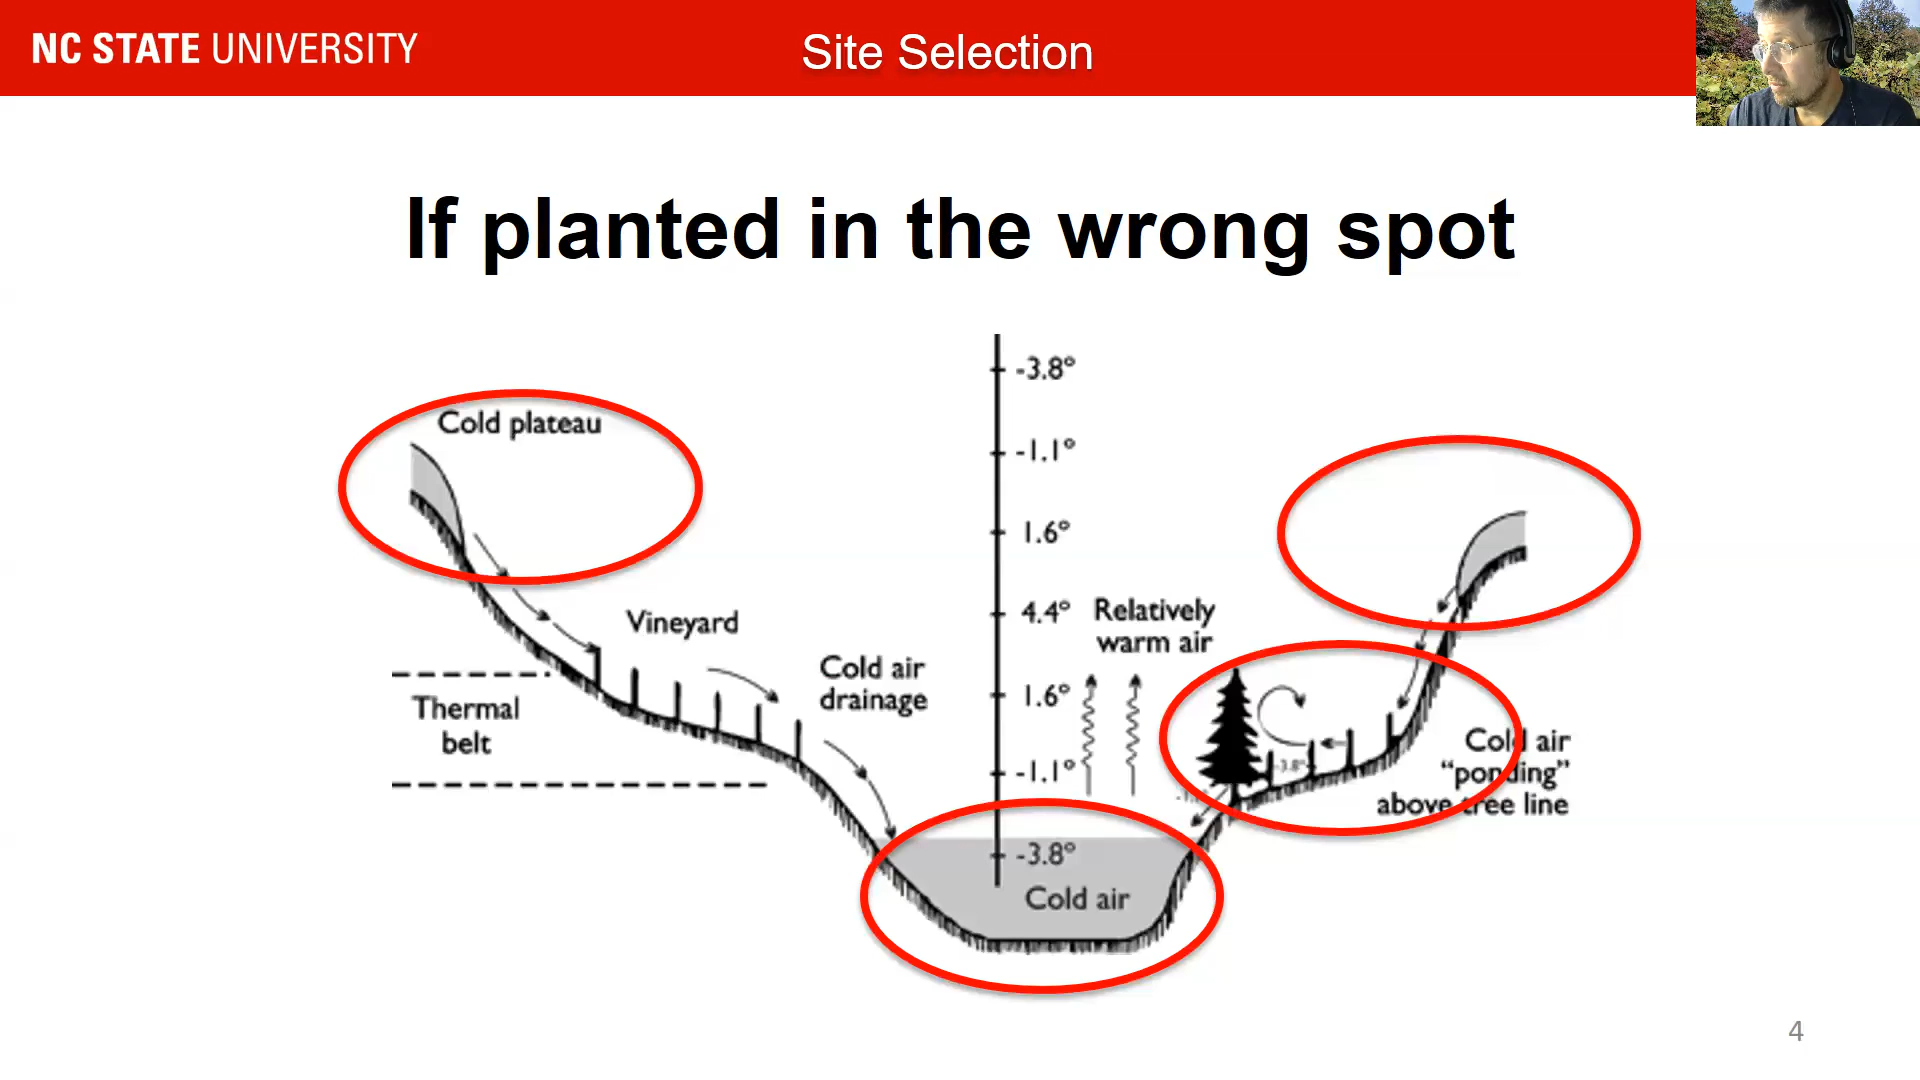 NC STATE UNIVERSITY
Site Selection
If planted in the wrong spot
Cold plateau
Vineyard
Cold air
drainage
Thermal
belt
-3.8°
-1.1°
1.6°
4.4°
1.6°
-1.1°
-3.8°
Relatively
warm air
-3.8°
Cold air
"ponding"
above tree line
Cold air
4